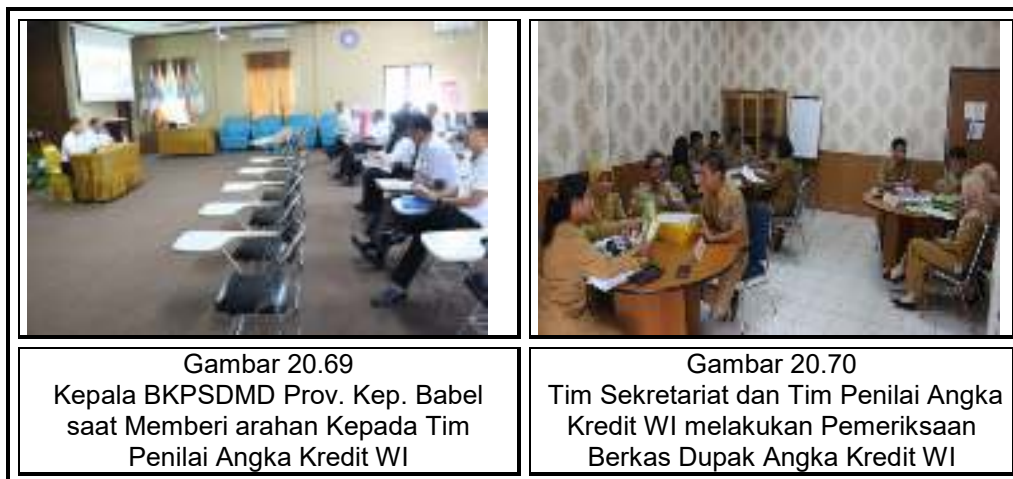 Gambar 20.69
Kepala BKPSDMD Prov. Kep. Babel
saat Memberi arahan Kepada Tim
Penilai Angka Kredit WI
Gambar 20.70
Tim Sekretariat dan Tim Penilai Angka
Kredit WI melakukan Pemeriksaan
Berkas Dupak Angka Kredit WI